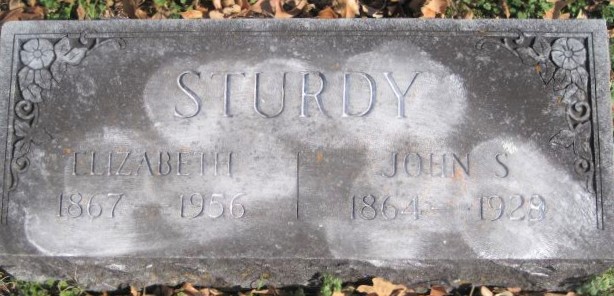 STURDY
ELIZABETH JOHN S
1867 - 1956 1864 - 1929